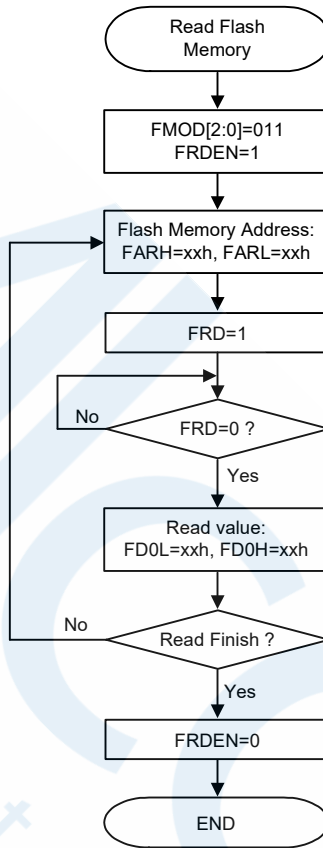 Read Flash
Memory
FMOD[2:0]=011
FRDEN=1
Flash Memory Address:
FARH=xxh, FARL=xxh
FRD=1
No
FRD=0 ?
Yes
Read value:
FD0L=xxh, FD0H=xxh
No
Read Finish ?
Yes
FRDEN=0
END